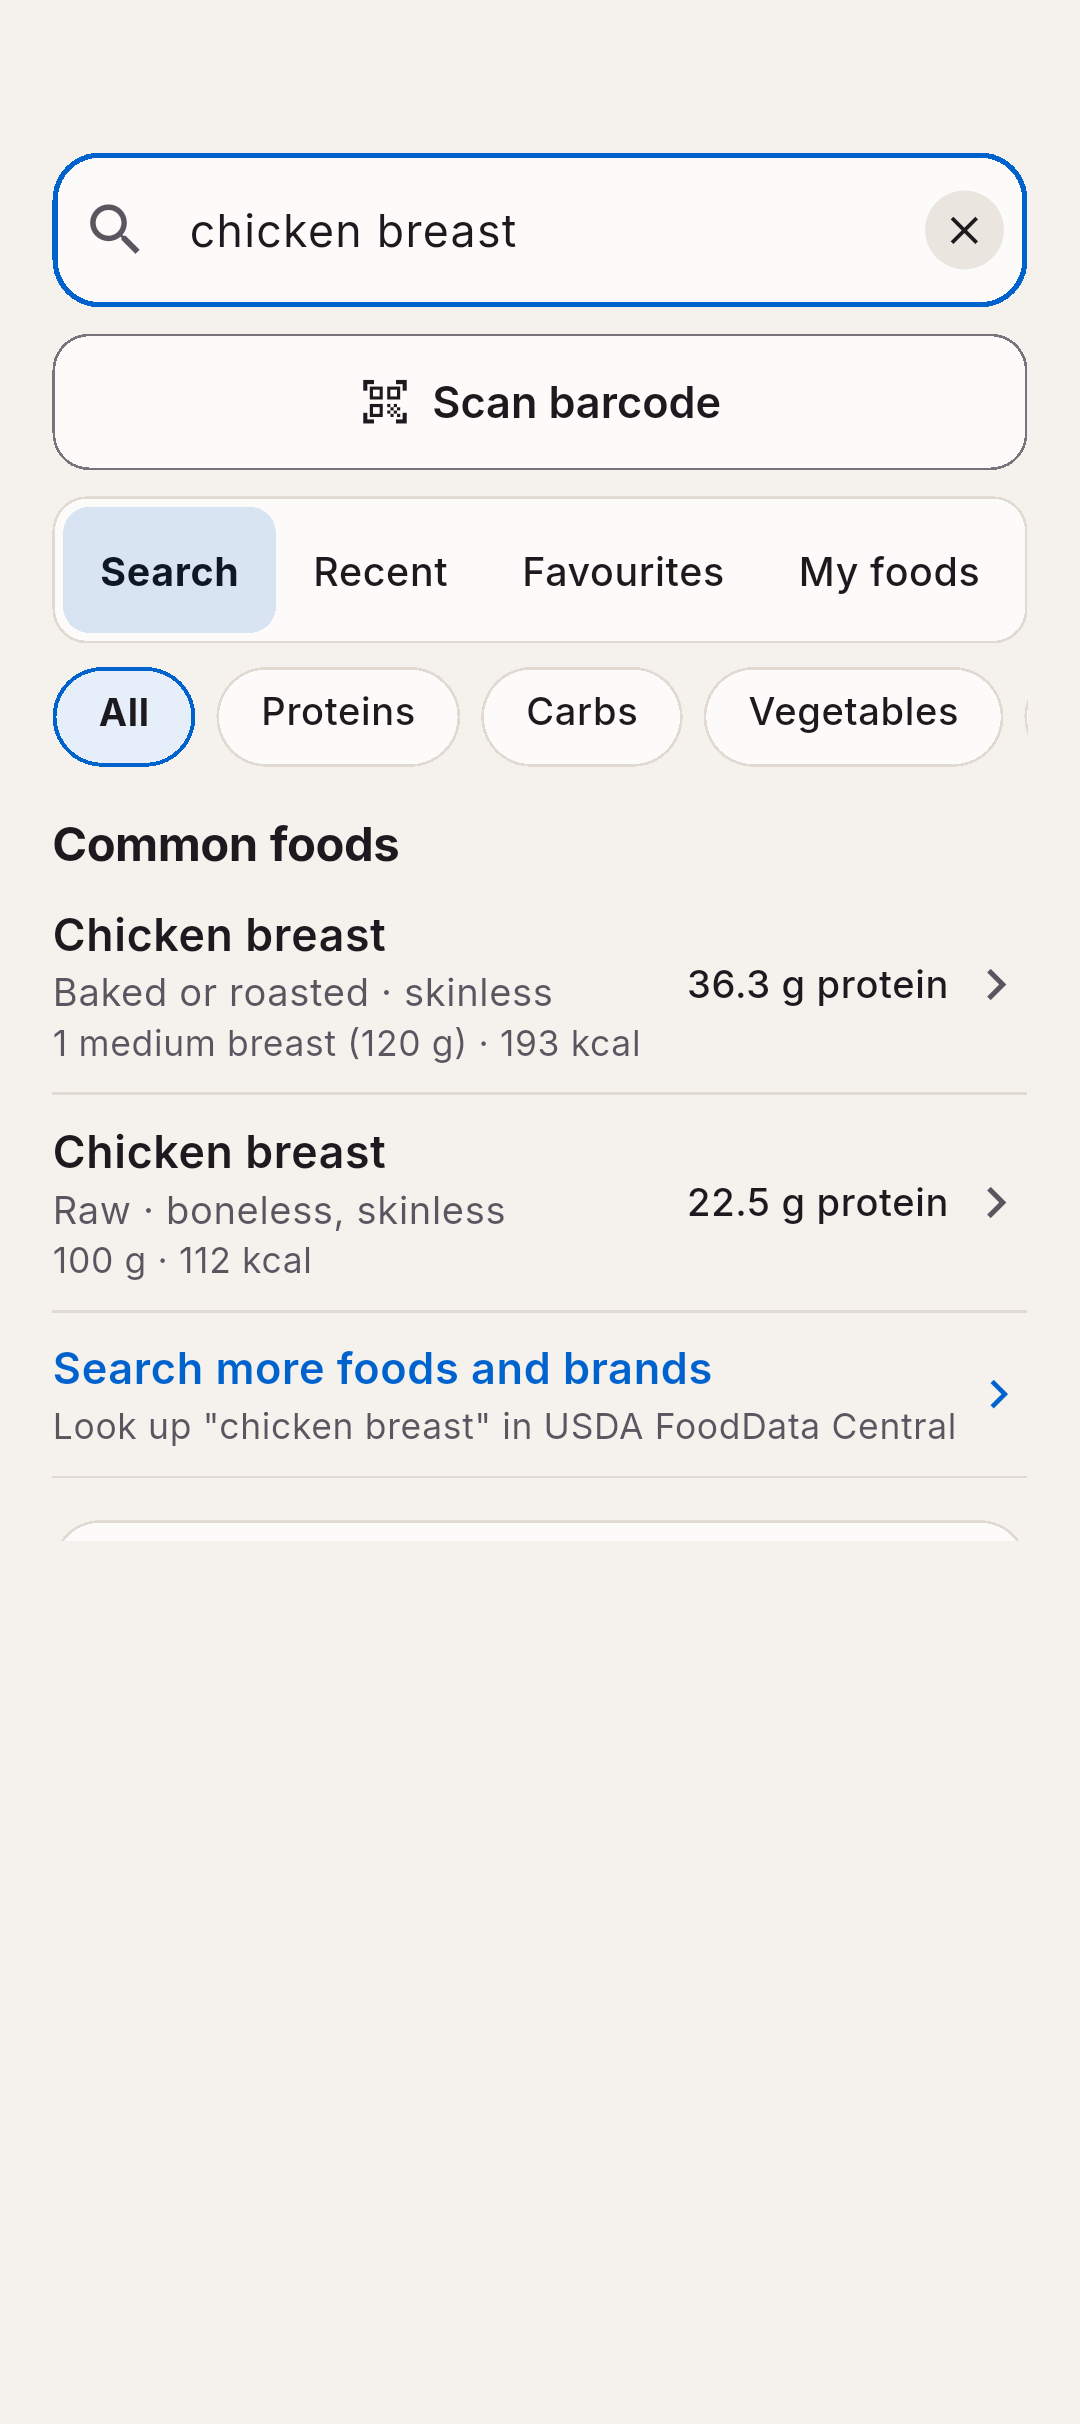 chicken breast
Scan barcode
Search Recent Favourites My foods
All Proteins Carbs Vegetables
Common foods
Chicken breast
Baked or roasted · skinless
36.3 g protein
1 medium breast (120 g) · 193 kcal
Chicken breast
Raw · boneless, skinless
22.5 g protein
100 g · 112 kcal
Search more foods and brands
Look up "chicken breast" in USDA FoodData Central